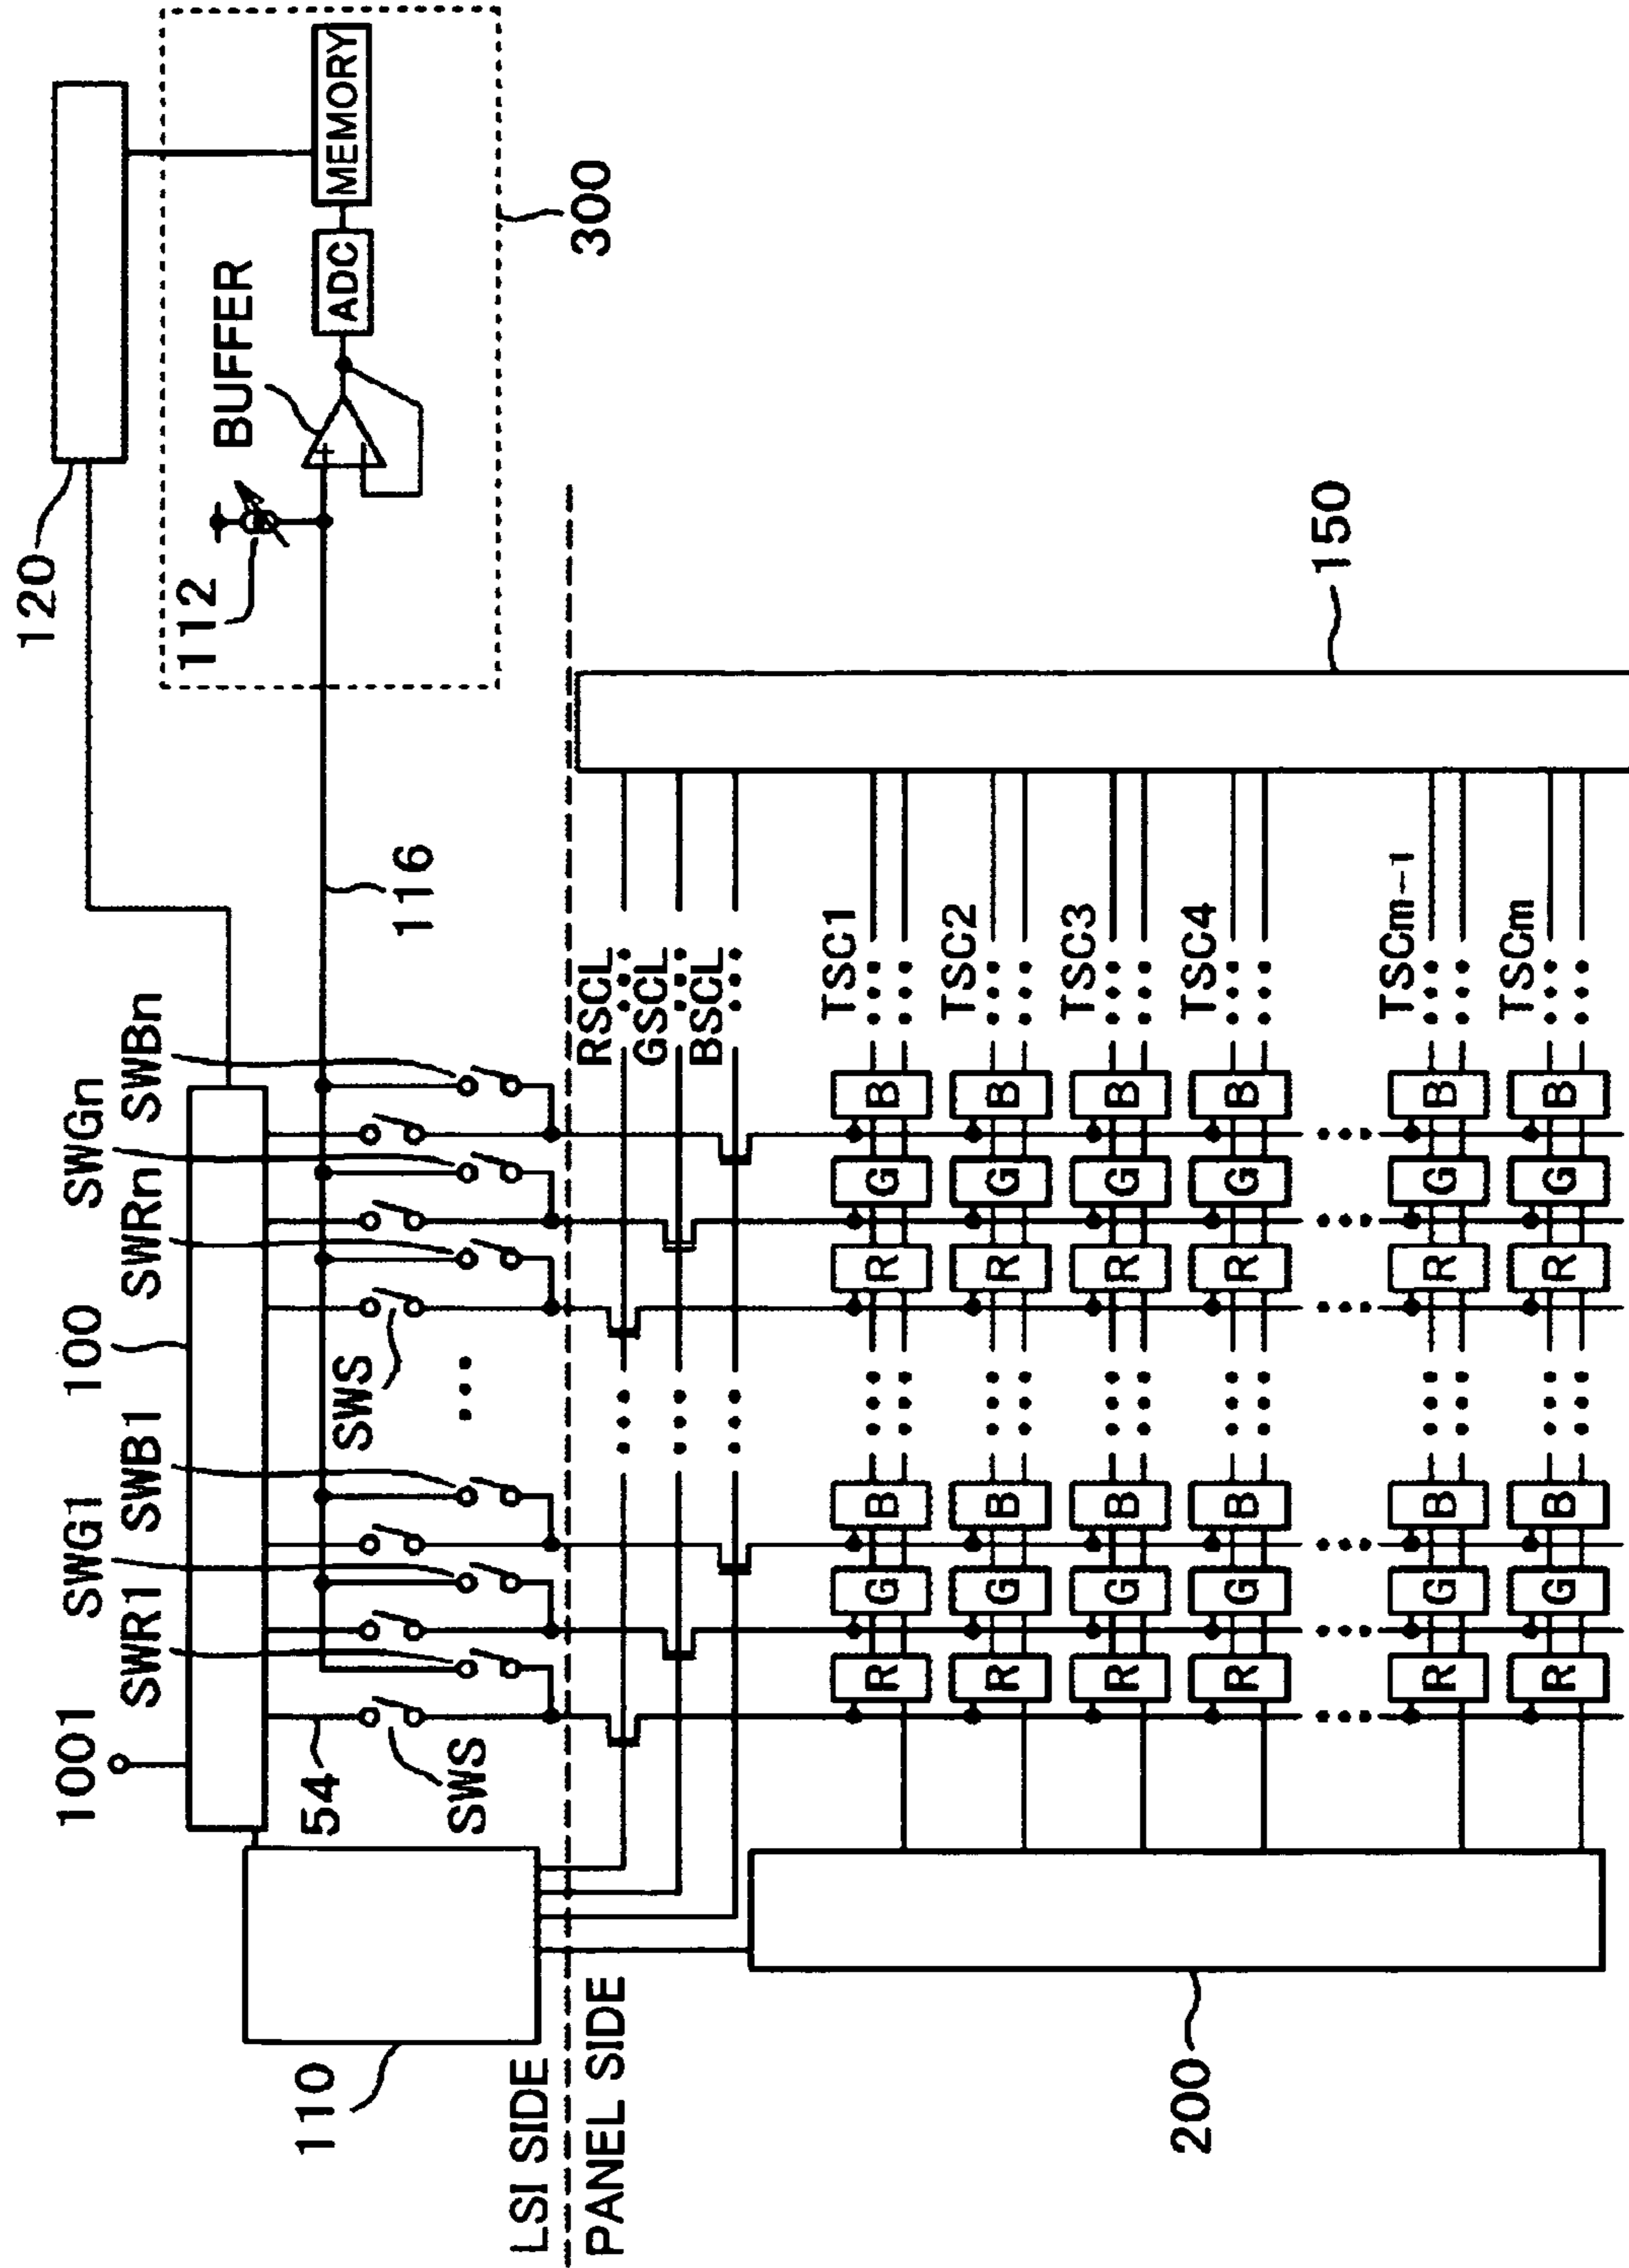 120
112
BUFFER
ADC
MEMORY
300
1001
100
SWR1
SWG1
SWB1
SWRn
SWGn
SWBn
54
SWS
SWS
116
110
LSI SIDE
PANEL SIDE
RSCL
GSCL
BSCL
150
200
R G B R G B TSC1
R G B R G B TSC2
R G B R G B TSC3
R G B R G B TSC4
R G B R G B TSCm-1
R G B R G B TSCm